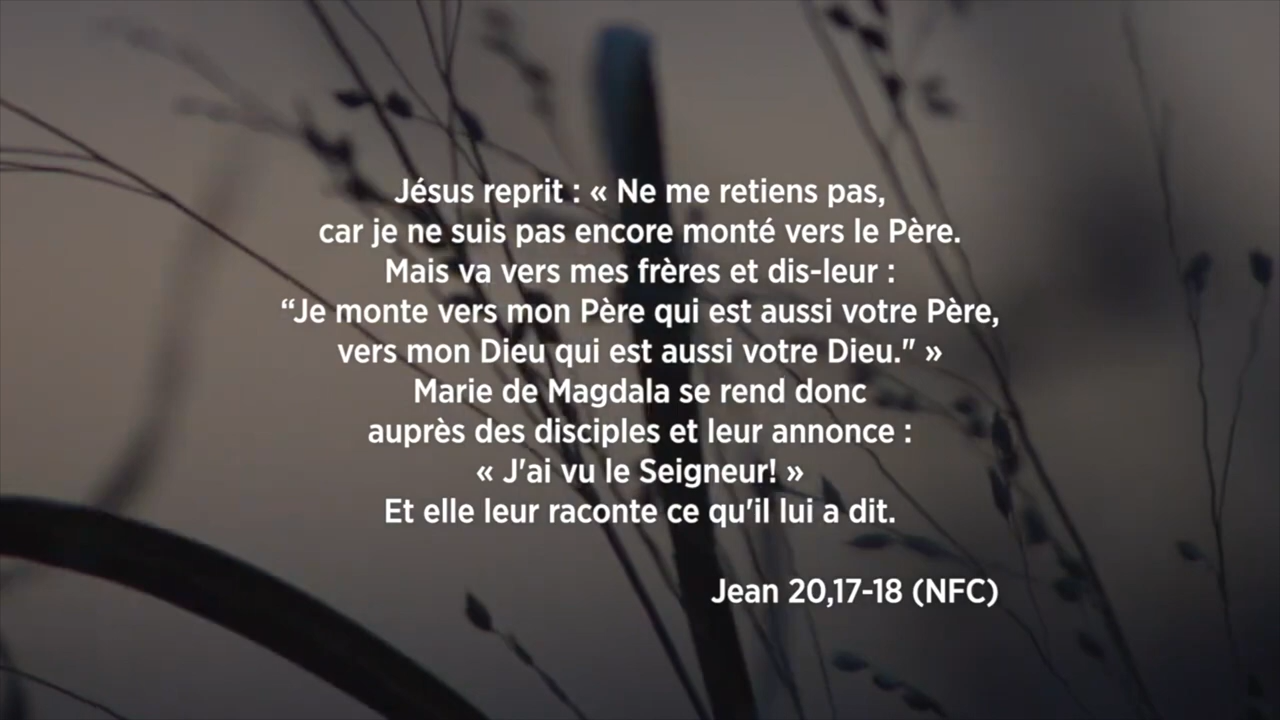 Jésus reprit : « Ne me retiens pas,
car je ne suis pas encore monté vers le Père.
Mais va vers mes frères et dis-leur :
“Je monte vers mon Père qui est aussi votre Père,
vers mon Dieu qui est aussi votre Dieu." »
Marie de Magdala se rend donc
auprès des disciples et leur annonce :
« J'ai vu le Seigneur! »
Et elle leur raconte ce qu'il lui a dit.
Jean 20,17-18 (NFC)